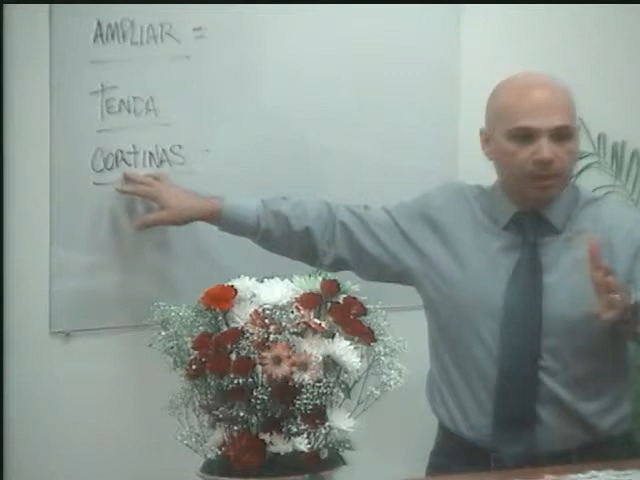 AMPLIAR =
TENDA
CORTINAS -